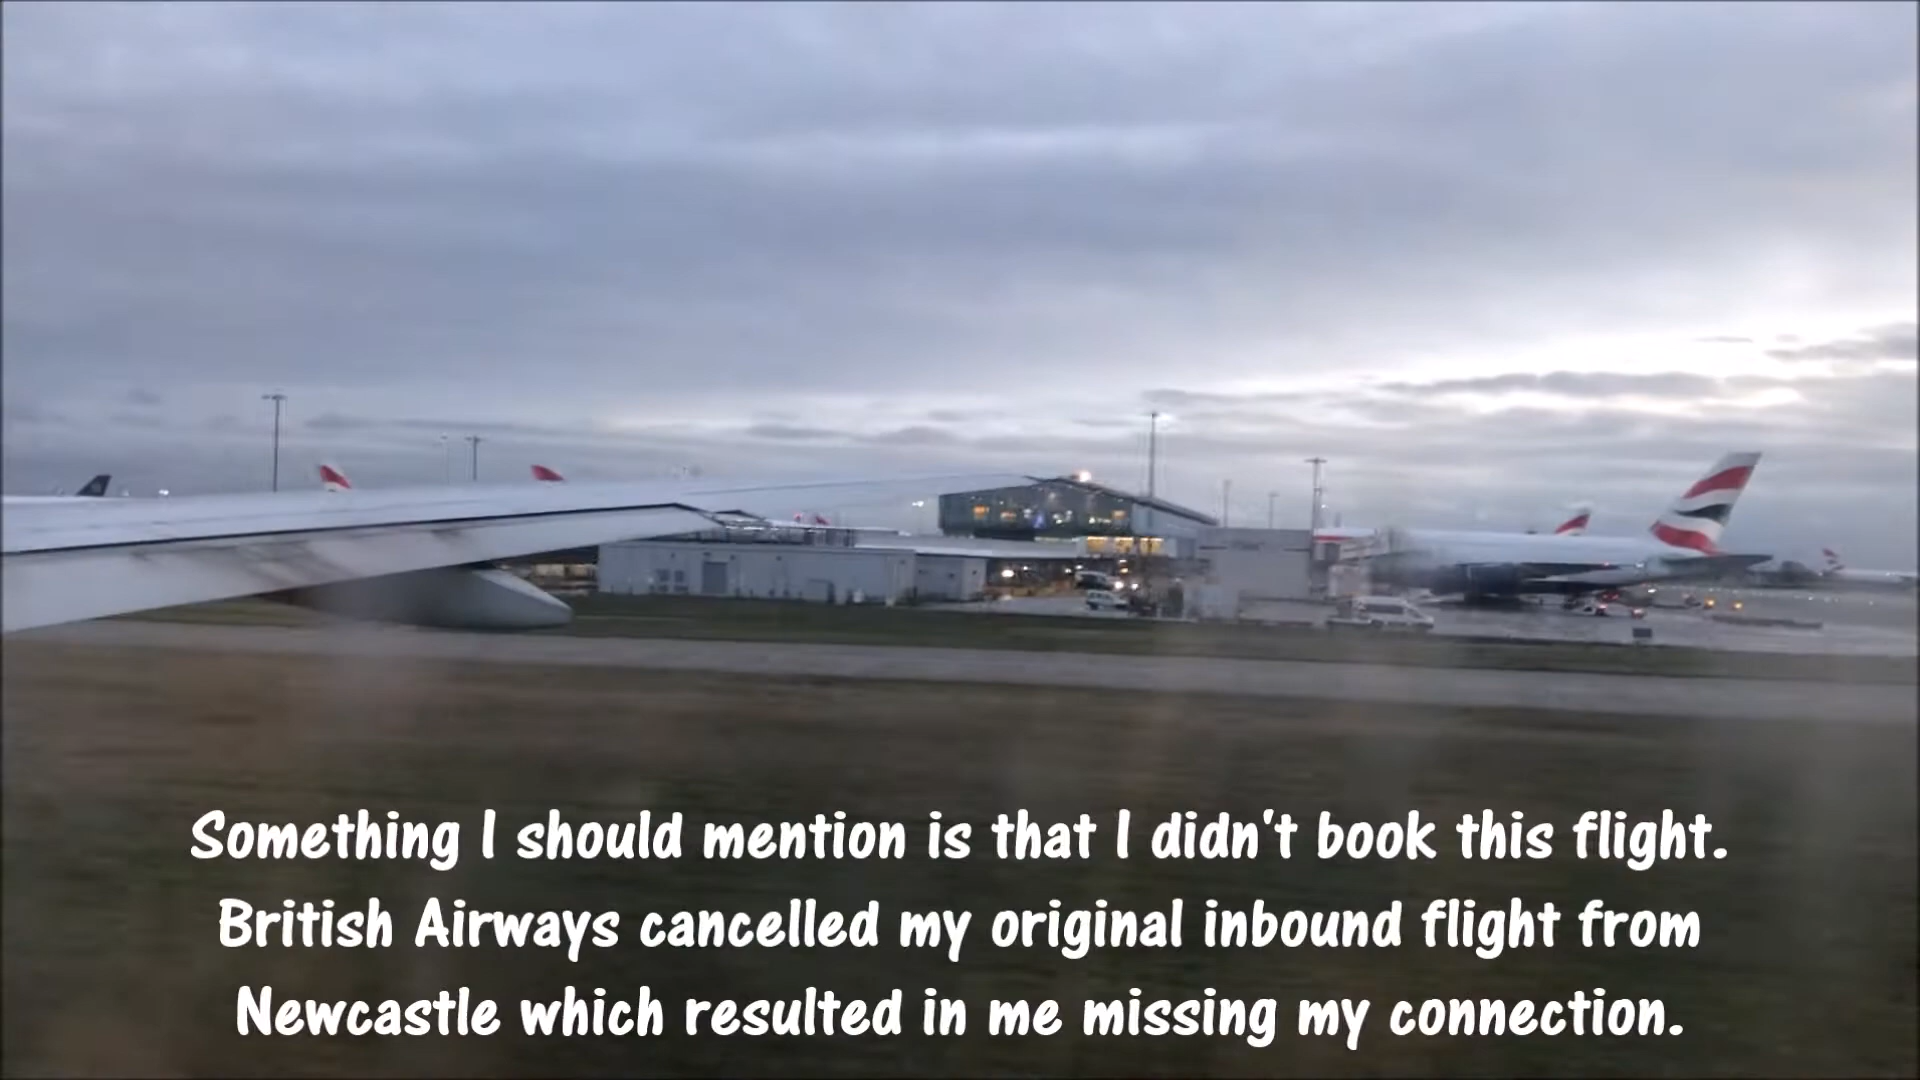 Something I should mention is that I didn't book this flight.
British Airways cancelled my original inbound flight from
Newcastle which resulted in me missing my connection.